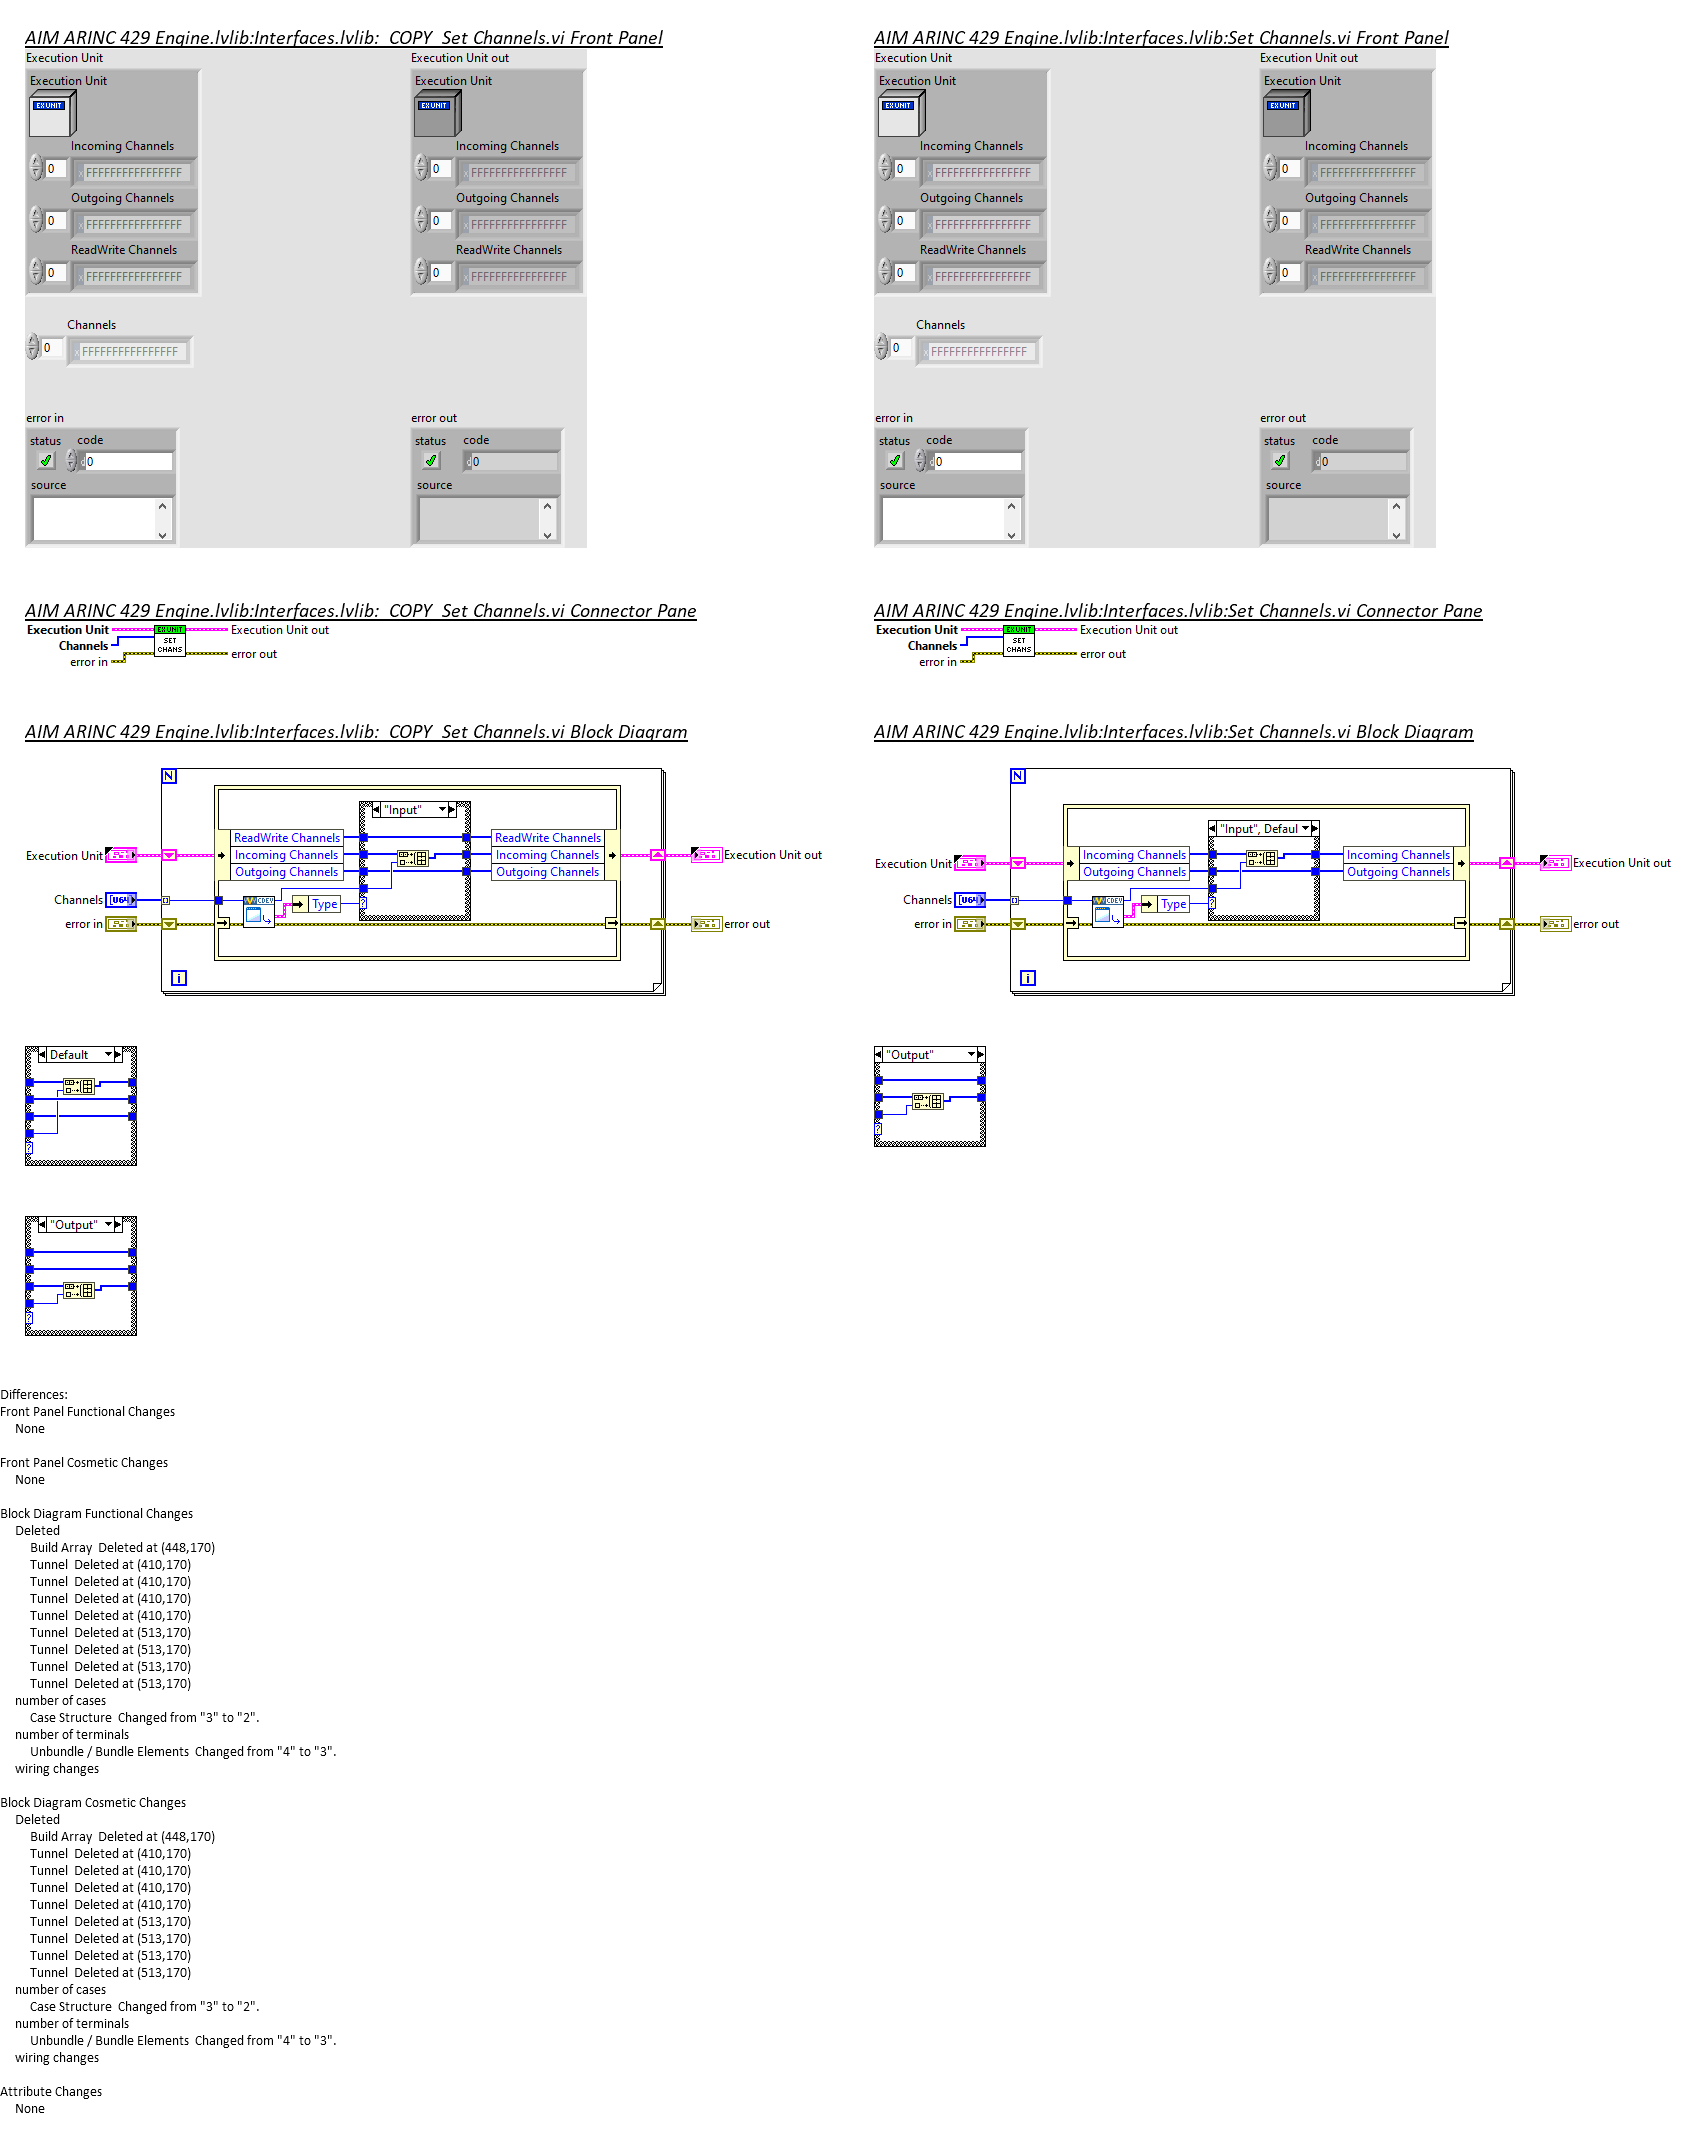 AIM ARINC 429 Engine.lvlib:Interfaces.lvlib:_COPY_Set Channels.vi Front Panel
Execution Unit
Execution Unit out
Execution Unit
EX UNIT
Execution Unit
EX UNIT
Incoming Channels
0 x FFFFFFFFFFFFFFFF
Incoming Channels
0 x FFFFFFFFFFFFFFFF
Outgoing Channels
0 x FFFFFFFFFFFFFFFF
Outgoing Channels
0 x FFFFFFFFFFFFFFFF
ReadWrite Channels
0 x FFFFFFFFFFFFFFFF
ReadWrite Channels
0 x FFFFFFFFFFFFFFFF
Channels
0 x FFFFFFFFFFFFFFFF
error in
status code
d 0
source
error out
status code
d 0
source
AIM ARINC 429 Engine.lvlib:Interfaces.lvlib:Set Channels.vi Front Panel
Execution Unit
Execution Unit out
Execution Unit
EX UNIT
Execution Unit
EX UNIT
Incoming Channels
0 x FFFFFFFFFFFFFFFF
Incoming Channels
0 x FFFFFFFFFFFFFFFF
Outgoing Channels
0 x FFFFFFFFFFFFFFFF
Outgoing Channels
0 x FFFFFFFFFFFFFFFF
ReadWrite Channels
0 x FFFFFFFFFFFFFFFF
ReadWrite Channels
0 x FFFFFFFFFFFFFFFF
Channels
0 x FFFFFFFFFFFFFFFF
error in
status code
d 0
source
error out
status code
d 0
source
AIM ARINC 429 Engine.lvlib:Interfaces.lvlib:_COPY_Set Channels.vi Connector Pane
Execution Unit
Channels
error in
EX UNIT
SET
CHANS
Execution Unit out
error out
AIM ARINC 429 Engine.lvlib:Interfaces.lvlib:Set Channels.vi Connector Pane
Execution Unit
Channels
error in
EX UNIT
SET
CHANS
Execution Unit out
error out
AIM ARINC 429 Engine.lvlib:Interfaces.lvlib:_COPY_Set Channels.vi Block Diagram
N
"Input"
ReadWrite Channels
ReadWrite Channels
Execution Unit
Incoming Channels
Incoming Channels
Execution Unit out
Outgoing Channels
Outgoing Channels
Channels
[U64]
CDEV
Type
?
error in
error out
i
AIM ARINC 429 Engine.lvlib:Interfaces.lvlib:Set Channels.vi Block Diagram
N
"Input", Defaul
Incoming Channels
Incoming Channels
Execution Unit
Execution Unit out
Outgoing Channels
Outgoing Channels
Channels
[U64]
CDEV
Type
?
error in
error out
i
Default
?
"Output"
?
"Output"
?
Differences:
Front Panel Functional Changes
None
Front Panel Cosmetic Changes
None
Block Diagram Functional Changes
Deleted
Build Array  Deleted at (448,170)
Tunnel  Deleted at (410,170)
Tunnel  Deleted at (410,170)
Tunnel  Deleted at (410,170)
Tunnel  Deleted at (410,170)
Tunnel  Deleted at (513,170)
Tunnel  Deleted at (513,170)
Tunnel  Deleted at (513,170)
Tunnel  Deleted at (513,170)
number of cases
Case Structure  Changed from "3" to "2".
number of terminals
Unbundle / Bundle Elements  Changed from "4" to "3".
wiring changes
Block Diagram Cosmetic Changes
Deleted
Build Array  Deleted at (448,170)
Tunnel  Deleted at (410,170)
Tunnel  Deleted at (410,170)
Tunnel  Deleted at (410,170)
Tunnel  Deleted at (410,170)
Tunnel  Deleted at (513,170)
Tunnel  Deleted at (513,170)
Tunnel  Deleted at (513,170)
Tunnel  Deleted at (513,170)
number of cases
Case Structure  Changed from "3" to "2".
number of terminals
Unbundle / Bundle Elements  Changed from "4" to "3".
wiring changes
Attribute Changes
None